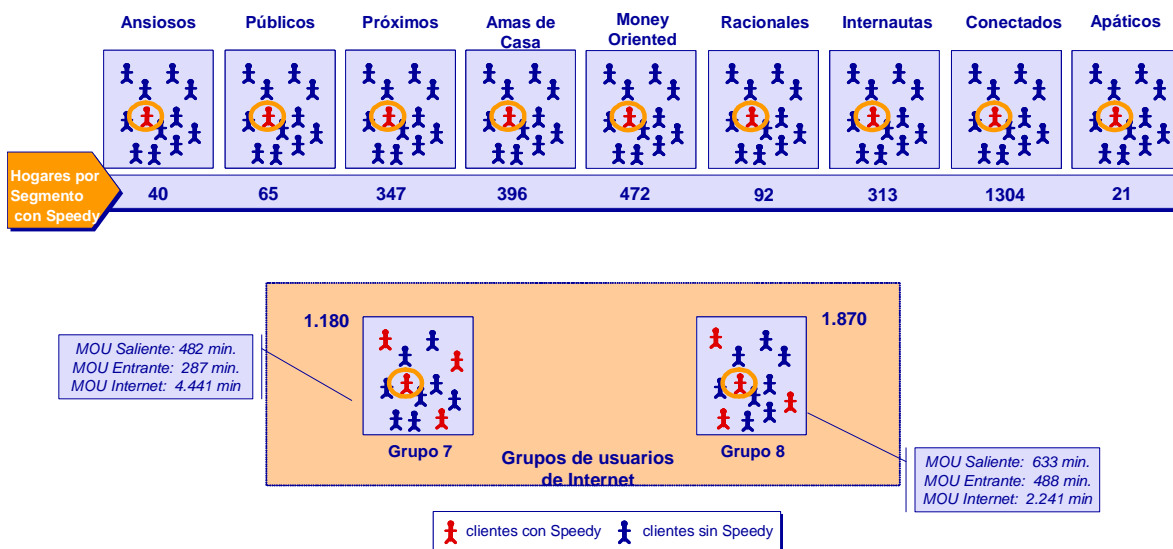 Ansiosos
Públicos
Próximos
Amas de
Casa
Money
Oriented
Racionales
Internautas
Conectados
Apáticos
Hogares por
Segmento
con Speedy
40
65
347
396
472
92
313
1304
21
1.180
1.870
MOU Saliente: 482 min.
MOU Entrante: 287 min.
MOU Internet: 4.441 min
Grupo 7
Grupos de usuarios
de Internet
Grupo 8
MOU Saliente: 633 min.
MOU Entrante: 488 min.
MOU Internet: 2.241 min
clientes con Speedy
clientes sin Speedy